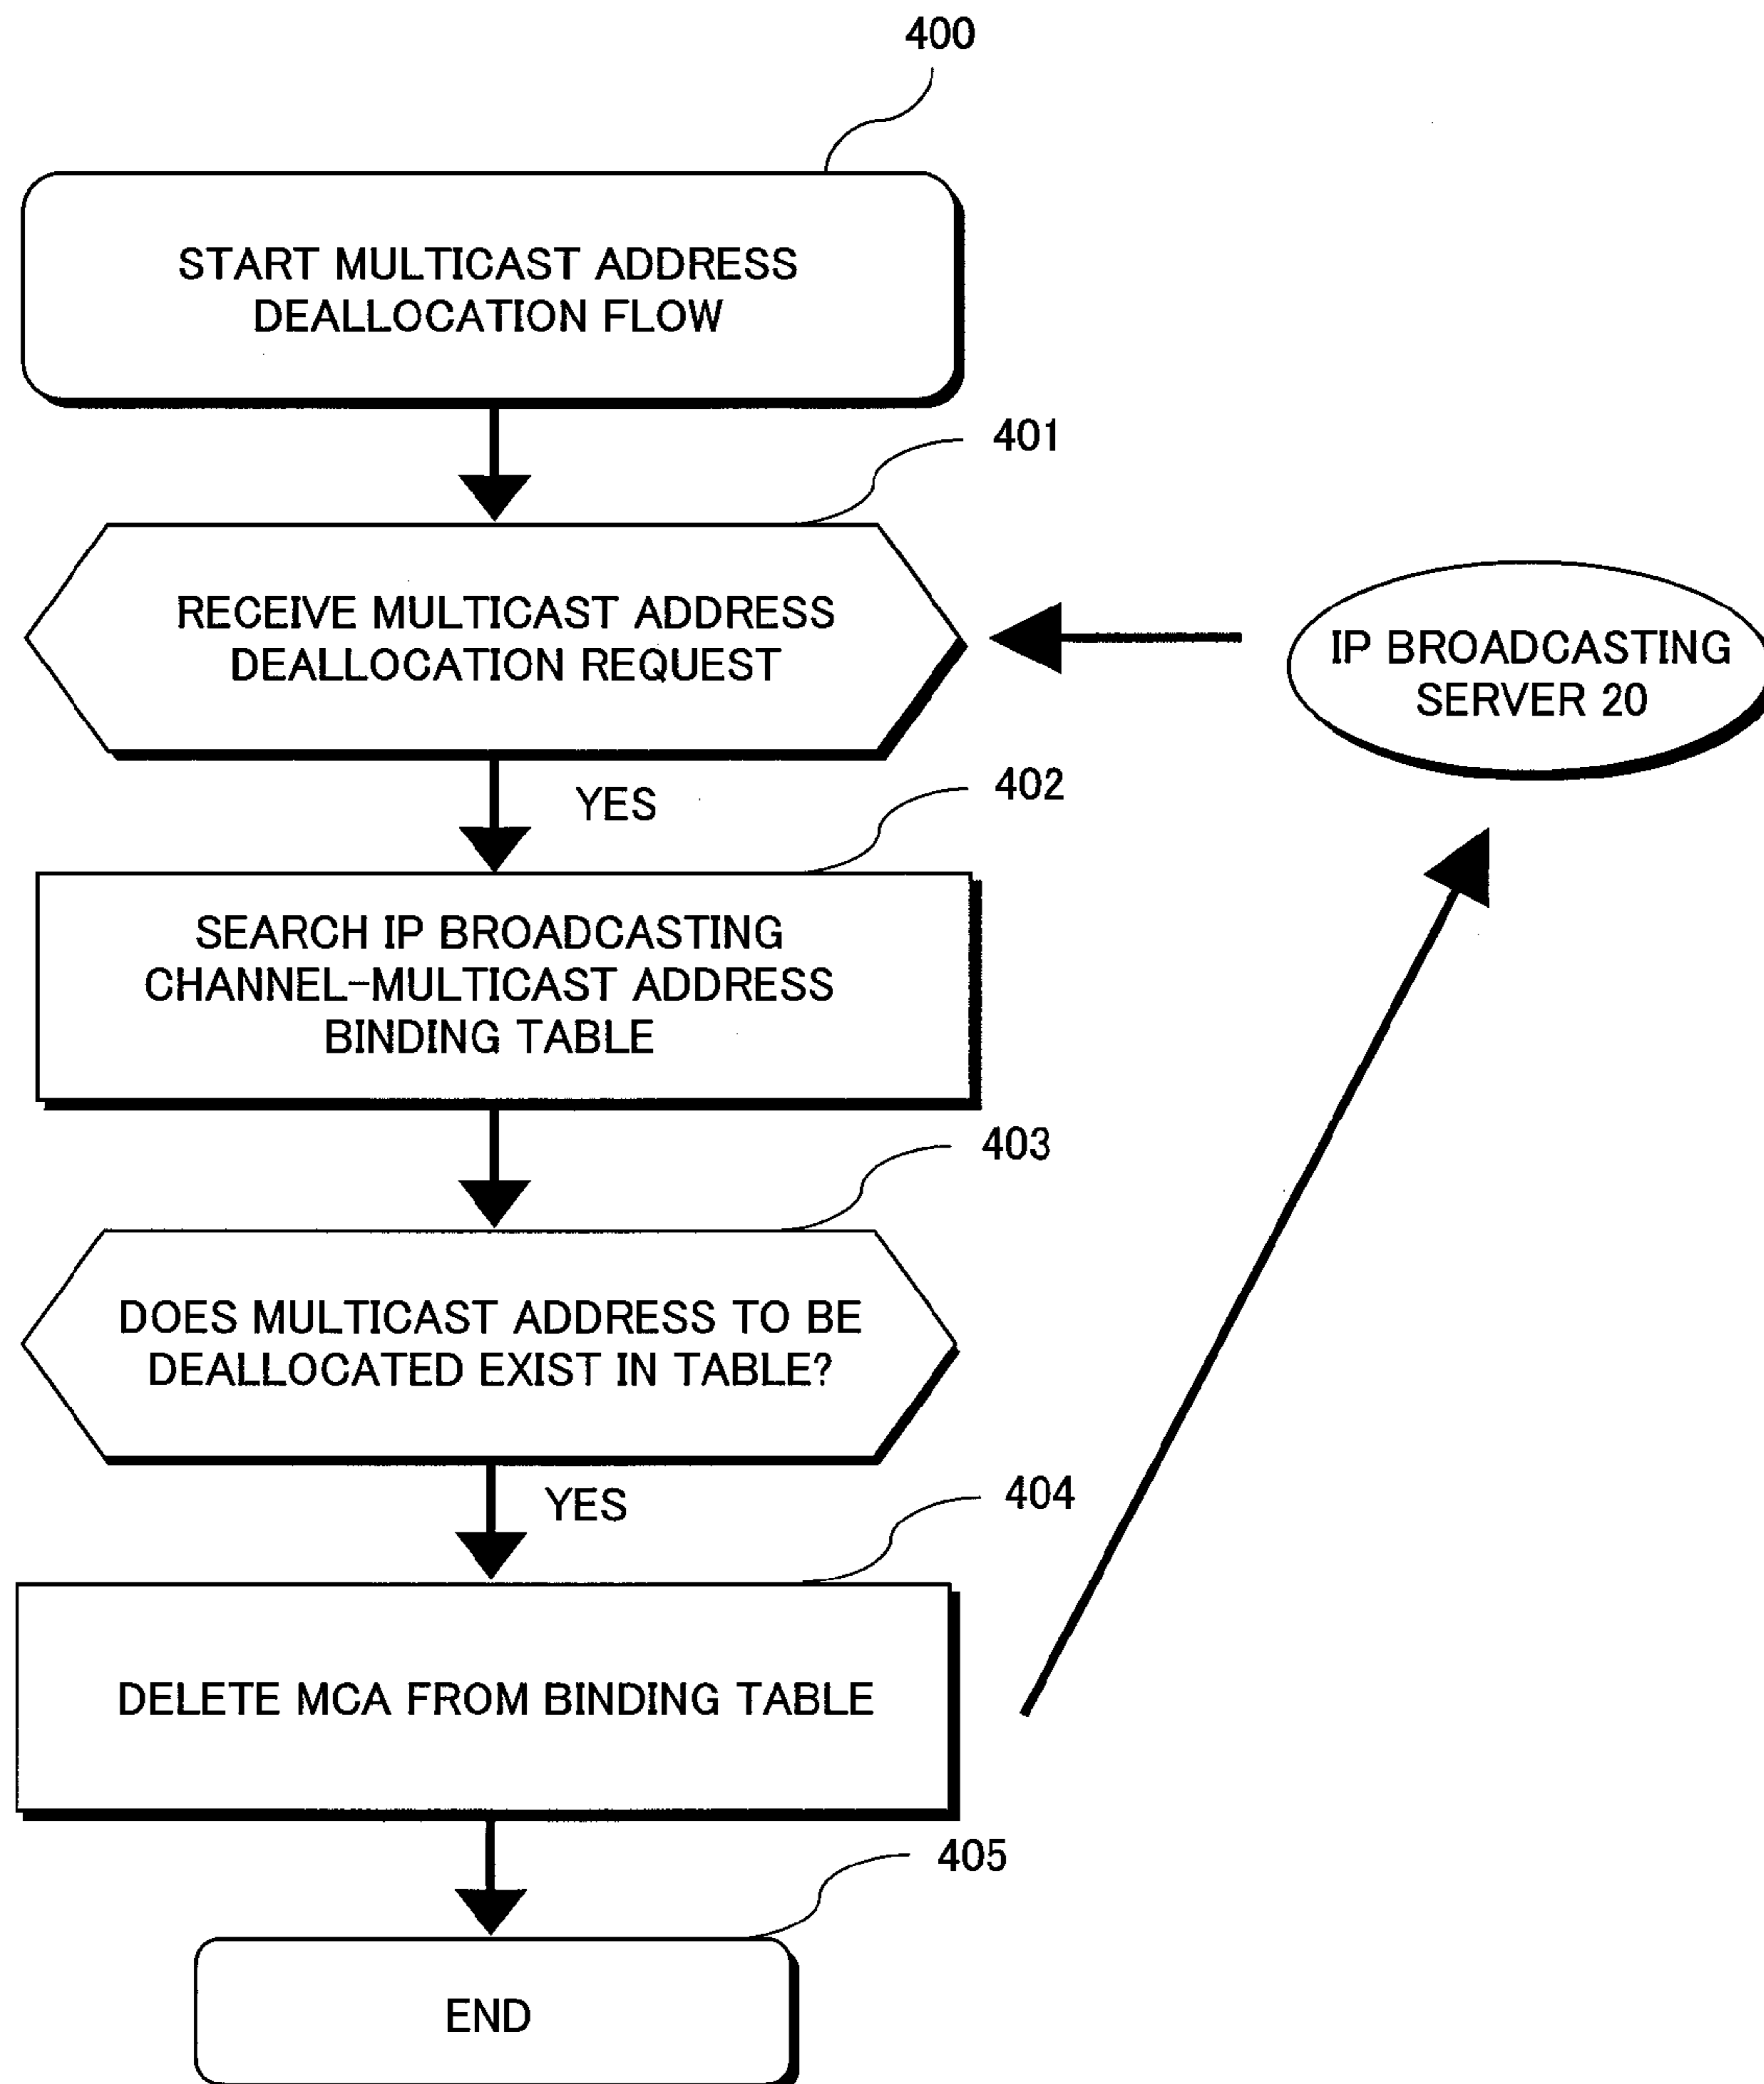 400
START MULTICAST ADDRESS
DEALLOCATION FLOW
401
RECEIVE MULTICAST ADDRESS
DEALLOCATION REQUEST
IP BROADCASTING
SERVER 20
YES
402
SEARCH IP BROADCASTING
CHANNEL-MULTICAST ADDRESS
BINDING TABLE
403
DOES MULTICAST ADDRESS TO BE
DEALLOCATED EXIST IN TABLE?
YES
404
DELETE MCA FROM BINDING TABLE
405
END